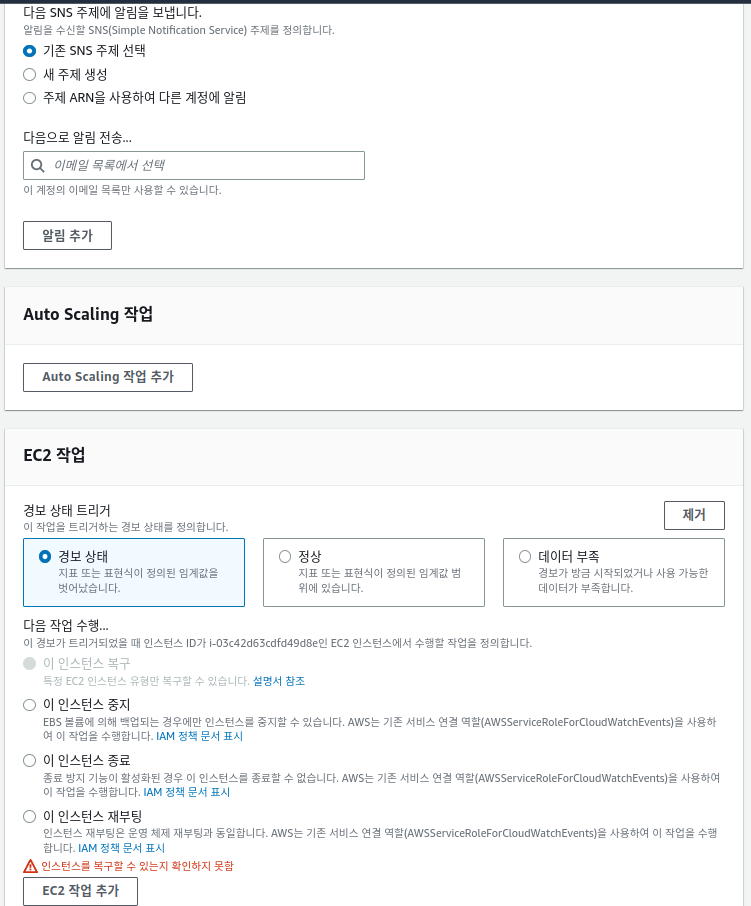 다음 SNS 주제에 알림을 보냅니다.
알림을 수신할 SNS(Simple Notification Service) 주제를 정의합니다.
기존 SNS 주제 선택
새 주제 생성
주제 ARN을 사용하여 다른 계정에 알림
다음으로 알림 전송...
이메일 목록에서 선택
이 계정의 이메일 목록만 사용할 수 있습니다.
알림 추가
Auto Scaling 작업
Auto Scaling 작업 추가
EC2 작업
경보 상태 트리거
이 작업을 트리거하는 경보 상태를 정의합니다.
제거
경보 상태
지표 또는 표현식이 정의된 임계값을
벗어났습니다.
정상
지표 또는 표현식이 정의된 임계값 범
위에 있습니다.
데이터 부족
경보가 방금 시작되었거나 사용 가능한
데이터가 부족합니다.
다음 작업 수행...
이 경보가 트리거되었을 때 인스턴스 ID가 i-03c42d63cdfd49d8e인 EC2 인스턴스에서 수행할 작업을 정의합니다.
이 인스턴스 복구
특정 EC2 인스턴스 유형만 복구할 수 있습니다. 설명서 참조
이 인스턴스 중지
EBS 볼륨에 의해 백업되는 경우에만 인스턴스를 중지할 수 있습니다. AWS는 기존 서비스 연결 역할(AWSServiceRoleForCloudWatchEvents)을 사용하
여 이 작업을 수행합니다. IAM 정책 문서 표시
이 인스턴스 종료
종료 방지 기능이 활성화된 경우 이 인스턴스를 종료할 수 없습니다. AWS는 기존 서비스 연결 역할(AWSServiceRoleForCloudWatchEvents)을 사용하여
이 작업을 수행합니다. IAM 정책 문서 표시
이 인스턴스 재부팅
인스턴스 재부팅은 운영 체제 재부팅과 동일합니다. AWS는 기존 서비스 연결 역할(AWSServiceRoleForCloudWatchEvents)을 사용하여 이 작업을 수행
합니다. IAM 정책 문서 표시
인스턴스를 복구할 수 있는지 확인하지 못함
EC2 작업 추가